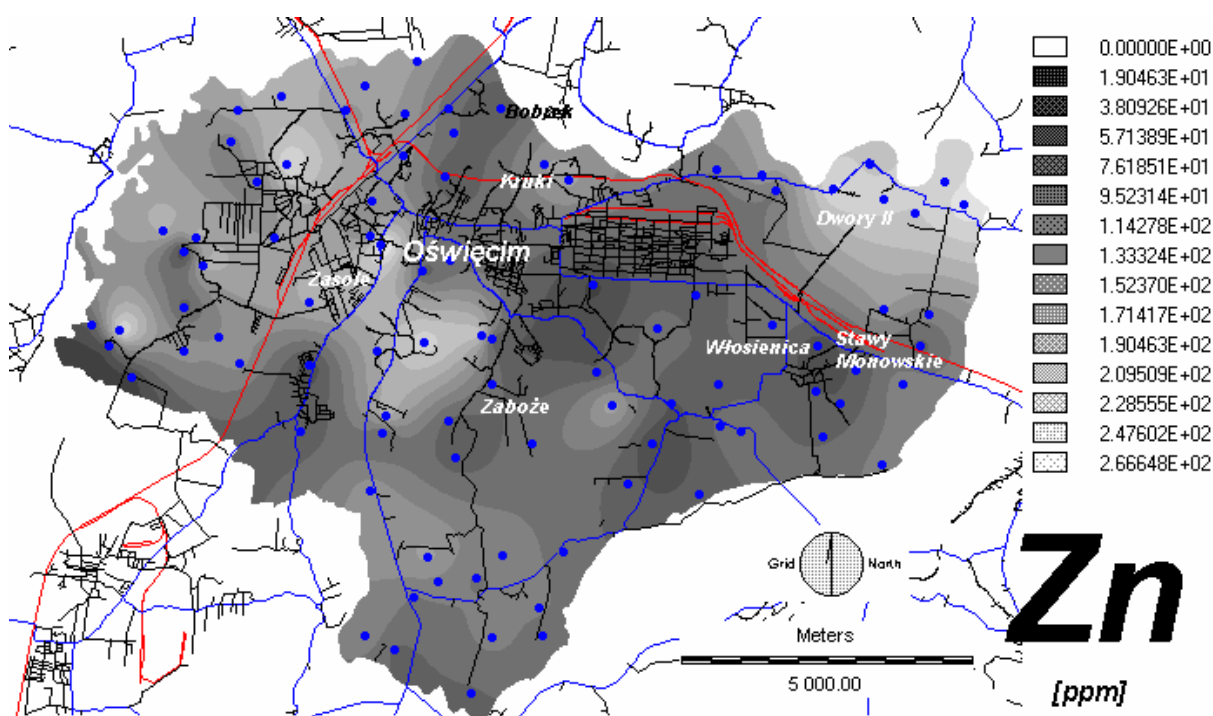 Bobrek
Kruki
Dwory II
Oświęcim
Zasole
Włosienica
Stawy
Monowskie
Zaboże
Grid
North
Meters
5 000.00
0.00000E+00
1.90463E+01
3.80926E+01
5.71389E+01
7.61851E+01
9.52314E+01
1.14278E+02
1.33324E+02
1.52370E+02
1.71417E+02
1.90463E+02
2.09509E+02
2.28555E+02
2.47602E+02
2.66648E+02
Zn
[ppm]